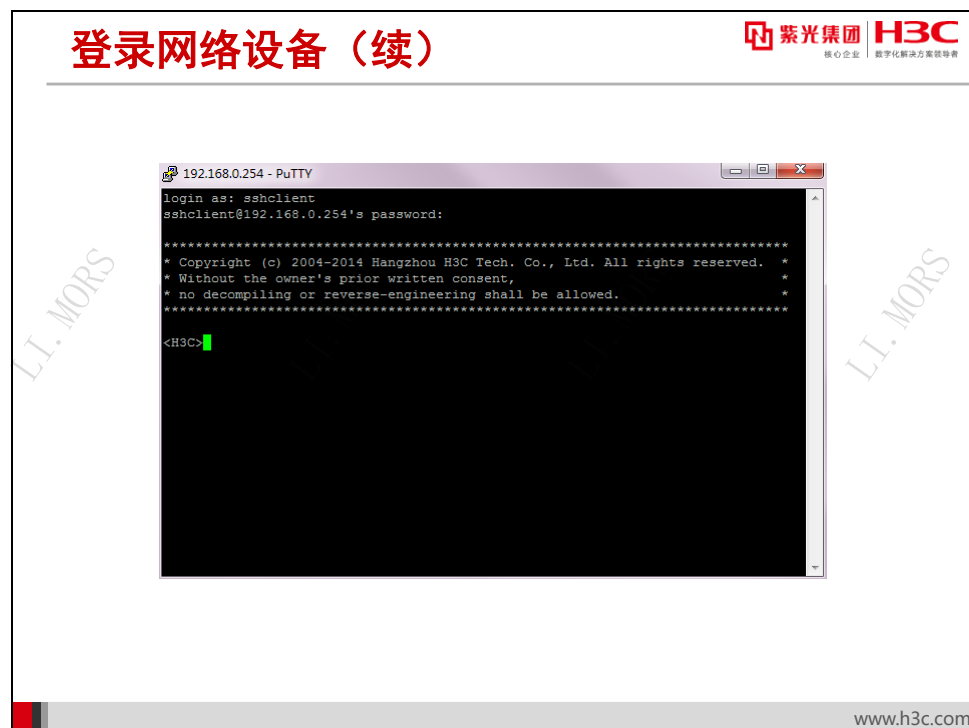 登录网络设备（续）
紫光集团 H3C
核心企业 数字化解决方案领导者
192.168.0.254 - PuTTY
login as: sshclient
sshclient@192.168.0.254's password:
*******************************************************************************
* Copyright (c) 2004-2014 Hangzhou H3C Tech. Co., Ltd. All rights reserved.  *
* Without the owner's prior written consent,                                 *
* no decompiling or reverse-engineering shall be allowed.                    *
*******************************************************************************
<H3C>
LI.MORS
LI.MORS
www.h3c.com